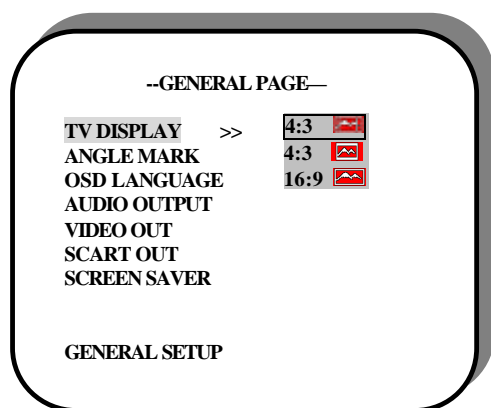 --GENERAL PAGE—
TV DISPLAY >> 4:3
ANGLE MARK 4:3
OSD LANGUAGE 16:9
AUDIO OUTPUT
VIDEO OUT
SCART OUT
SCREEN SAVER
GENERAL SETUP